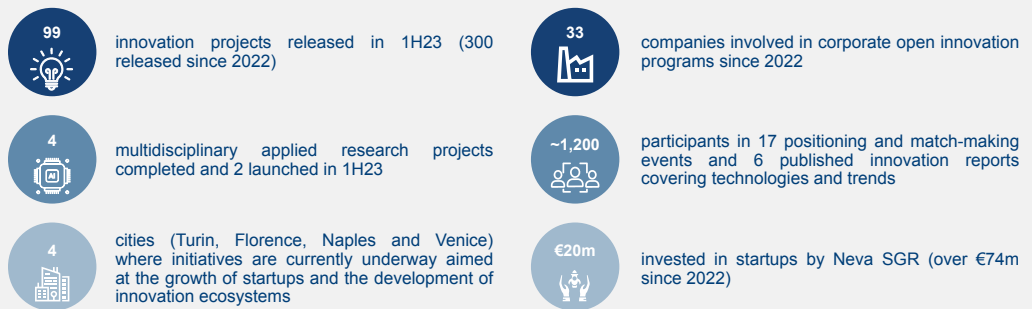 99
innovation projects released in 1H23 (300
released since 2022)
33
companies involved in corporate open innovation
programs since 2022
4
AI
multidisciplinary applied research projects
completed and 2 launched in 1H23
~1,200
participants in 17 positioning and match-making
events and 6 published innovation reports
covering technologies and trends
4
cities (Turin, Florence, Naples and Venice)
where initiatives are currently underway aimed
at the growth of startups and the development of
innovation ecosystems
€20m
invested in startups by Neva SGR (over €74m
since 2022)